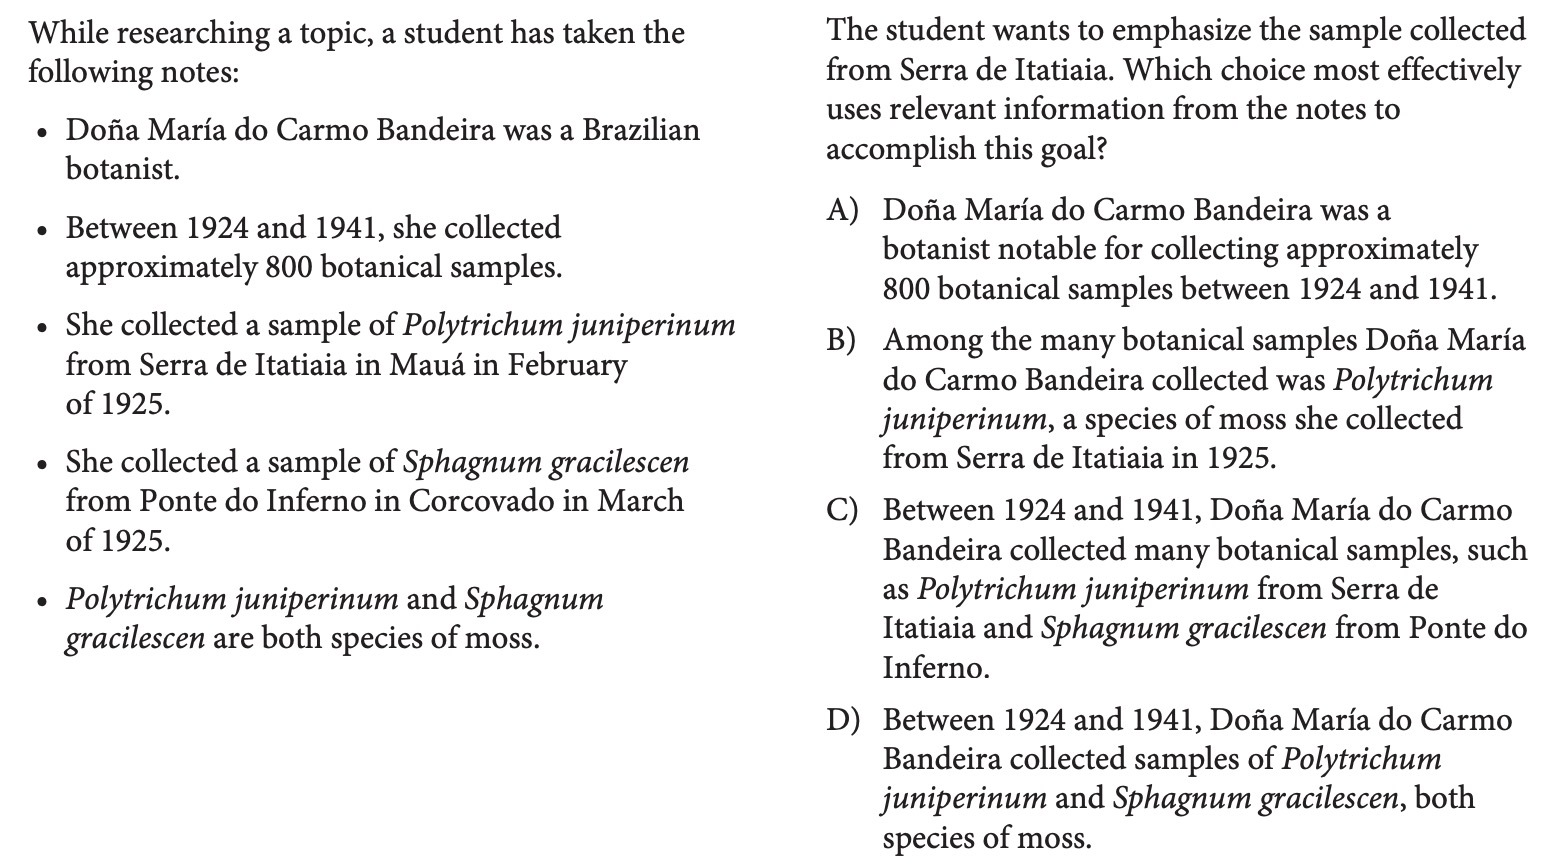 While researching a topic, a student has taken the
following notes:
• Doña María do Carmo Bandeira was a Brazilian
botanist.
• Between 1924 and 1941, she collected
approximately 800 botanical samples.
• She collected a sample of Polytrichum juniperinum
from Serra de Itatiaia in Mauá in February
of 1925.
• She collected a sample of Sphagnum gracilescen
from Ponte do Inferno in Corcovado in March
of 1925.
• Polytrichum juniperinum and Sphagnum
gracilescen are both species of moss.
The student wants to emphasize the sample collected
from Serra de Itatiaia. Which choice most effectively
uses relevant information from the notes to
accomplish this goal?
A) Doña María do Carmo Bandeira was a
botanist notable for collecting approximately
800 botanical samples between 1924 and 1941.
B) Among the many botanical samples Doña María
do Carmo Bandeira collected was Polytrichum
juniperinum, a species of moss she collected
from Serra de Itatiaia in 1925.
C) Between 1924 and 1941, Doña María do Carmo
Bandeira collected many botanical samples, such
as Polytrichum juniperinum from Serra de
Itatiaia and Sphagnum gracilescen from Ponte do
Inferno.
D) Between 1924 and 1941, Doña María do Carmo
Bandeira collected samples of Polytrichum
juniperinum and Sphagnum gracilescen, both
species of moss.